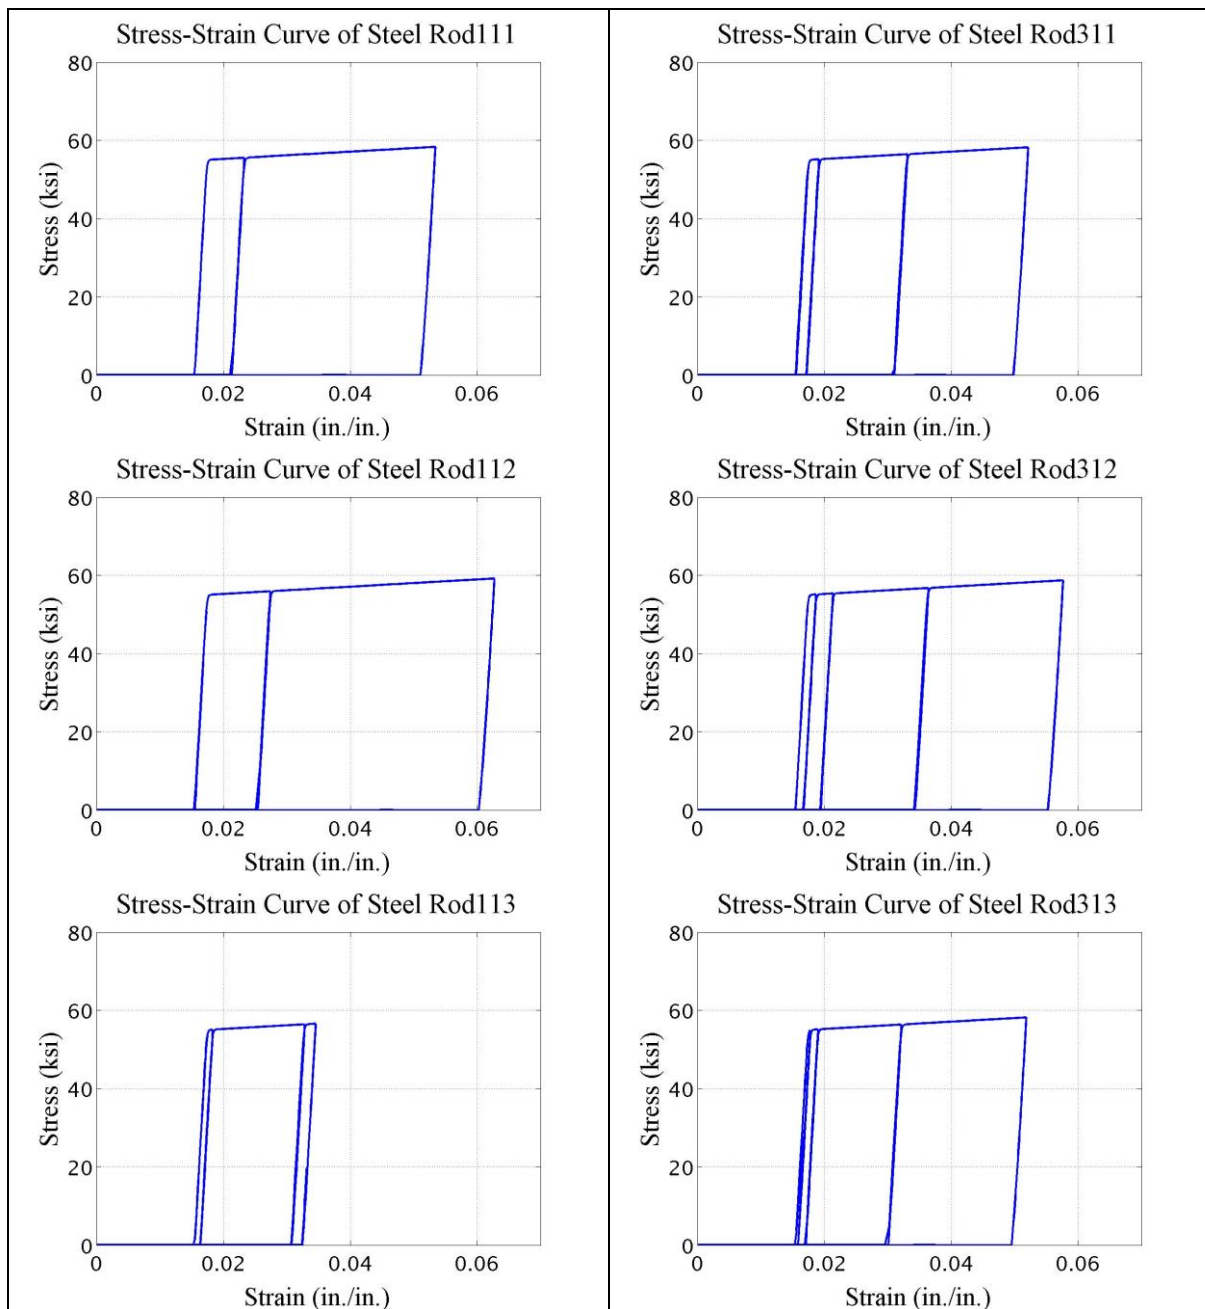 Stress-Strain Curve of Steel Rod111
80
60
40
20
0
Stress (ksi)
0 0.02 0.04 0.06
Strain (in./in.)
Stress-Strain Curve of Steel Rod311
80
60
40
20
0
Stress (ksi)
0 0.02 0.04 0.06
Strain (in./in.)
Stress-Strain Curve of Steel Rod112
80
60
40
20
0
Stress (ksi)
0 0.02 0.04 0.06
Strain (in./in.)
Stress-Strain Curve of Steel Rod312
80
60
40
20
0
Stress (ksi)
0 0.02 0.04 0.06
Strain (in./in.)
Stress-Strain Curve of Steel Rod113
80
60
40
20
0
Stress (ksi)
0 0.02 0.04 0.06
Strain (in./in.)
Stress-Strain Curve of Steel Rod313
80
60
40
20
0
Stress (ksi)
0 0.02 0.04 0.06
Strain (in./in.)